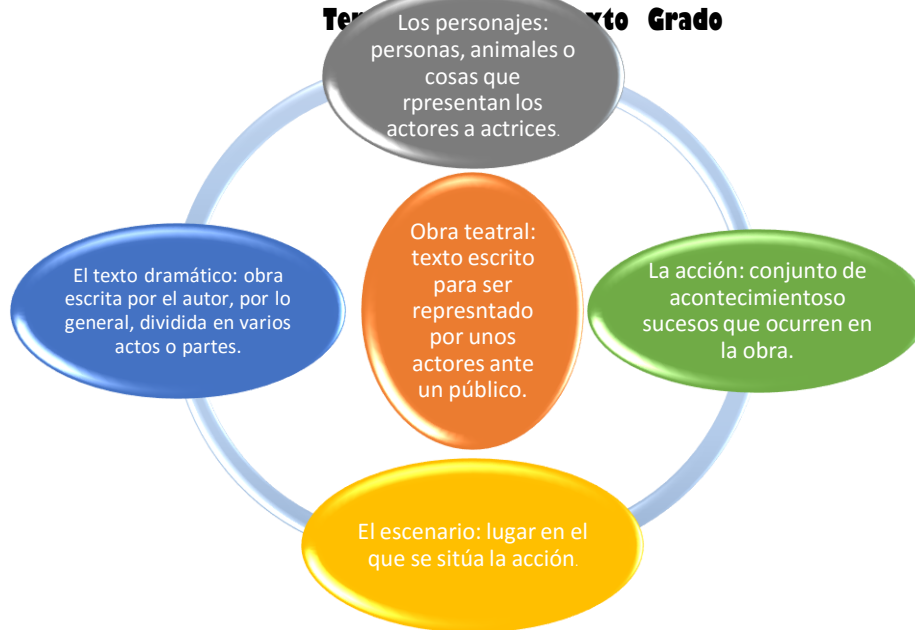 Grado
Los personajes:
personas, animales o
cosas que
rpresentan los
actores a actrices.
El texto dramático: obra
escrita por el autor, por lo
general, dividida en varios
actos o partes.
Obra teatral:
texto escrito
para ser
represntado
por unos
actores ante
un público.
La acción: conjunto de
acontecimientoso
sucesos que ocurren en
la obra.
El escenario: lugar en el
que se sitúa la acción.